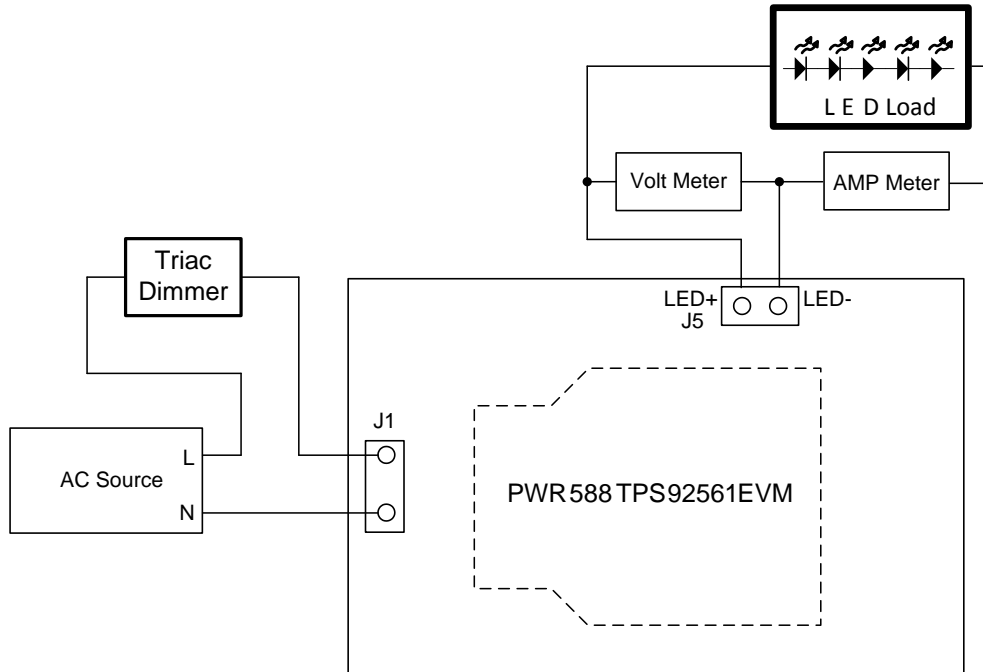 L E D Load
Volt Meter
AMP Meter
Triac
Dimmer
LED+
LED-
J5
J1
L
AC Source
N
PWR588 TPS92561EVM